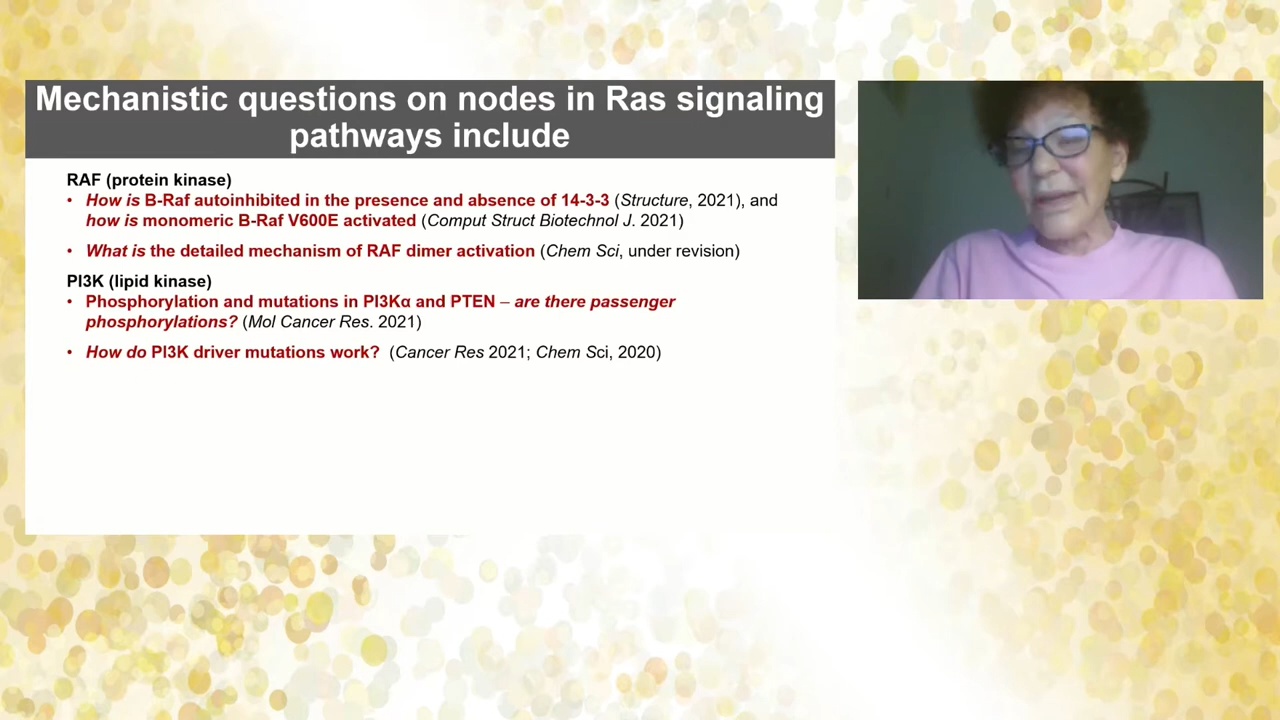 Mechanistic questions on nodes in Ras signaling
pathways include
RAF (protein kinase)
• How is B-Raf autoinhibited in the presence and absence of 14-3-3 (Structure, 2021), and
how is monomeric B-Raf V600E activated (Comput Struct Biotechnol J. 2021)
• What is the detailed mechanism of RAF dimer activation (Chem Sci, under revision)
PI3K (lipid kinase)
• Phosphorylation and mutations in PI3Kα and PTEN – are there passenger
phosphorylations? (Mol Cancer Res. 2021)
• How do PI3K driver mutations work? (Cancer Res 2021; Chem Sci, 2020)